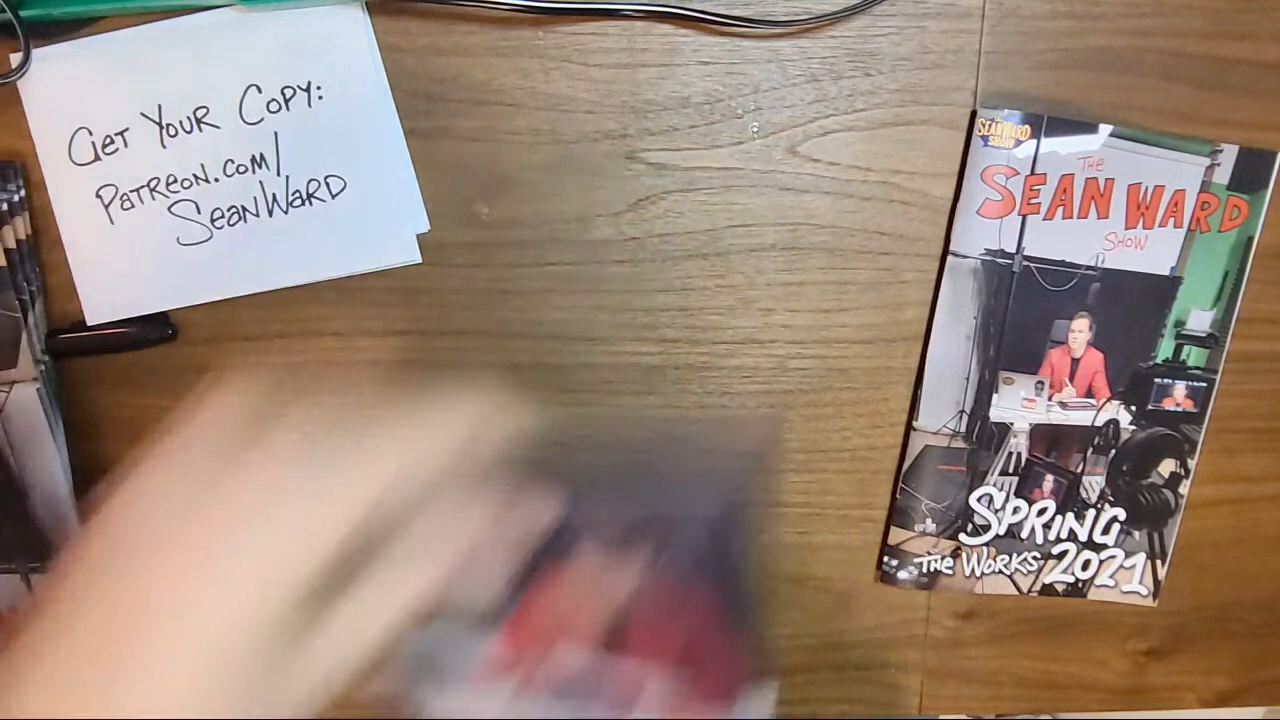 Get Your Copy:
Patreon.com/
SeanWard
SEAN WARD
SHOW
THE
SEAN WARD
SHOW
SPRING
THE WORKS 2021